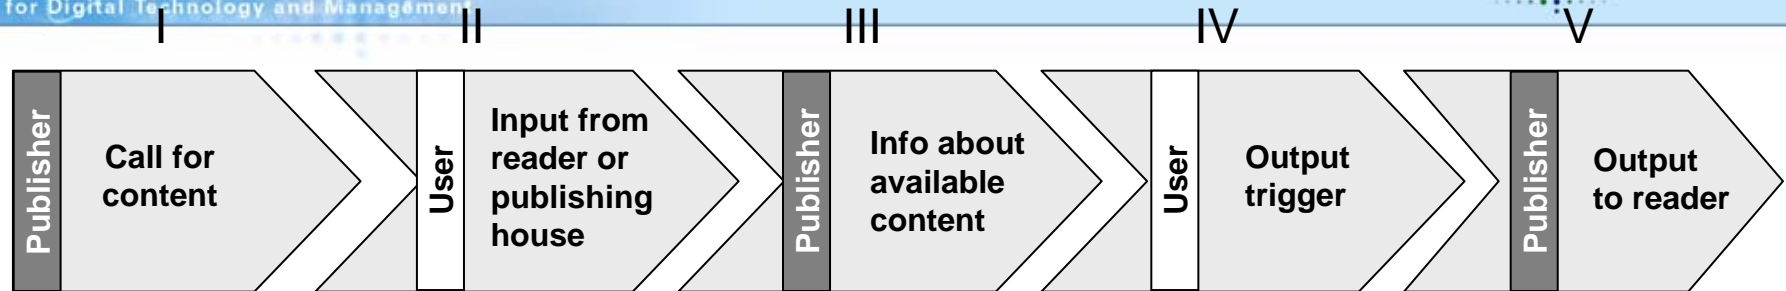 for Digital Technology and Management
I
II
III
IV
V
Publisher
Call for
content
User
Input from
reader or
publishing
house
Publisher
Info about
available
content
User
Output
trigger
Publisher
Output
to reader